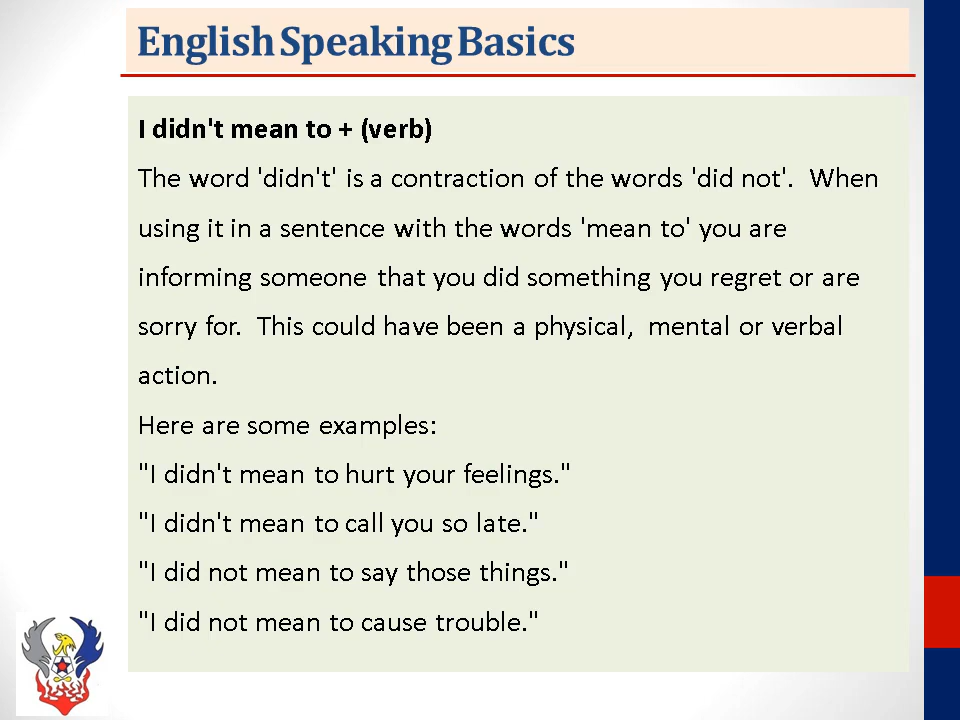 English Speaking Basics
I didn't mean to + (verb)
The word 'didn't' is a contraction of the words 'did not'.  When
using it in a sentence with the words 'mean to' you are
informing someone that you did something you regret or are
sorry for.  This could have been a physical,  mental or verbal
action.
Here are some examples:
"I didn't mean to hurt your feelings."
"I didn't mean to call you so late."
"I did not mean to say those things."
"I did not mean to cause trouble."